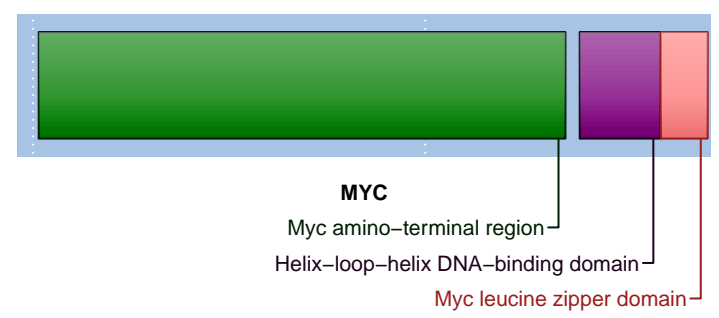 MYC
Myc amino−terminal region
Helix−loop−helix DNA−binding domain
Myc leucine zipper domain